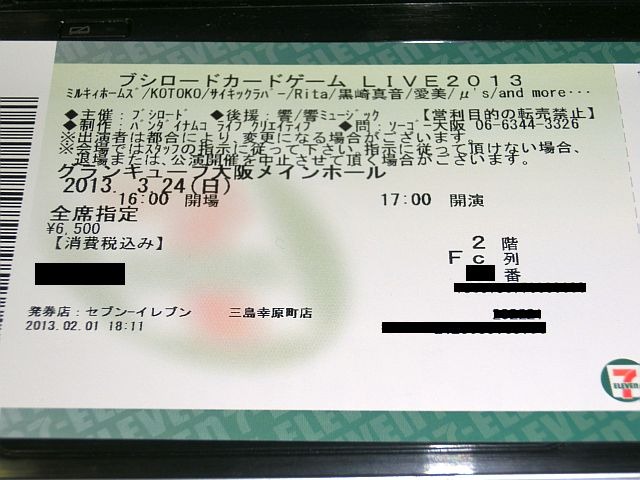 ブシロードカードゲーム LIVE2013
ミルキィホームズ/KOTOKO/サイキックラバー/Rita/黒崎真音/愛美/μ's/and more…
◆主催:ブシロード ◆後援:響/響ミュージック 【営利目的の転売禁止】
◆制作:バンダイナムコ ライブクリエイティブ ◆問:ソーゴー大阪 06-6344-3326
※出演者は都合により、変更になる場合がございます。
※会場ではスタッフの指示に従って下さい。指示に従って頂けない場合、
退場または、公演開催を中止させて頂く場合がございます。
グランキューブ大阪メインホール
2013. 3.24(日)
16:00 開場 17:00 開演
全席指定
¥6,500
【消費税込み】
2 階
Fc 列
番
発券店:セブン-イレブン 三島幸原町店
2013.02.01 18:11
7
ELEVEN